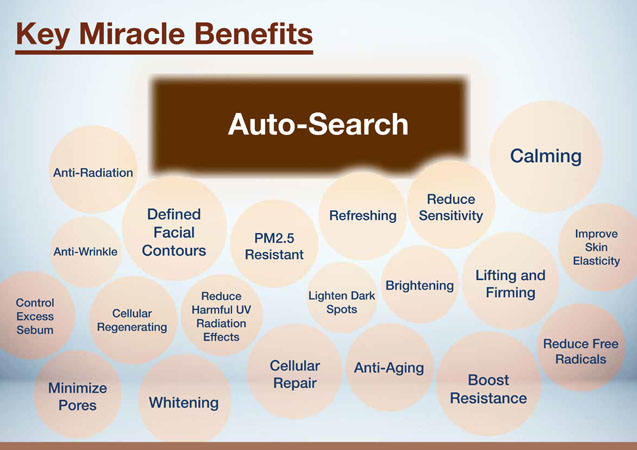 Key Miracle Benefits
Auto-Search
Calming
Anti-Radiation
Defined
Facial
Contours
Refreshing
Reduce
Sensitivity
Anti-Wrinkle
PM2.5
Resistant
Improve
Skin
Elasticity
Control
Excess
Sebum
Cellular
Regenerating
Reduce
Harmful UV
Radiation
Effects
Lighten Dark
Spots
Brightening
Lifting and
Firming
Minimize
Pores
Whitening
Cellular
Repair
Anti-Aging
Boost
Resistance
Reduce Free
Radicals